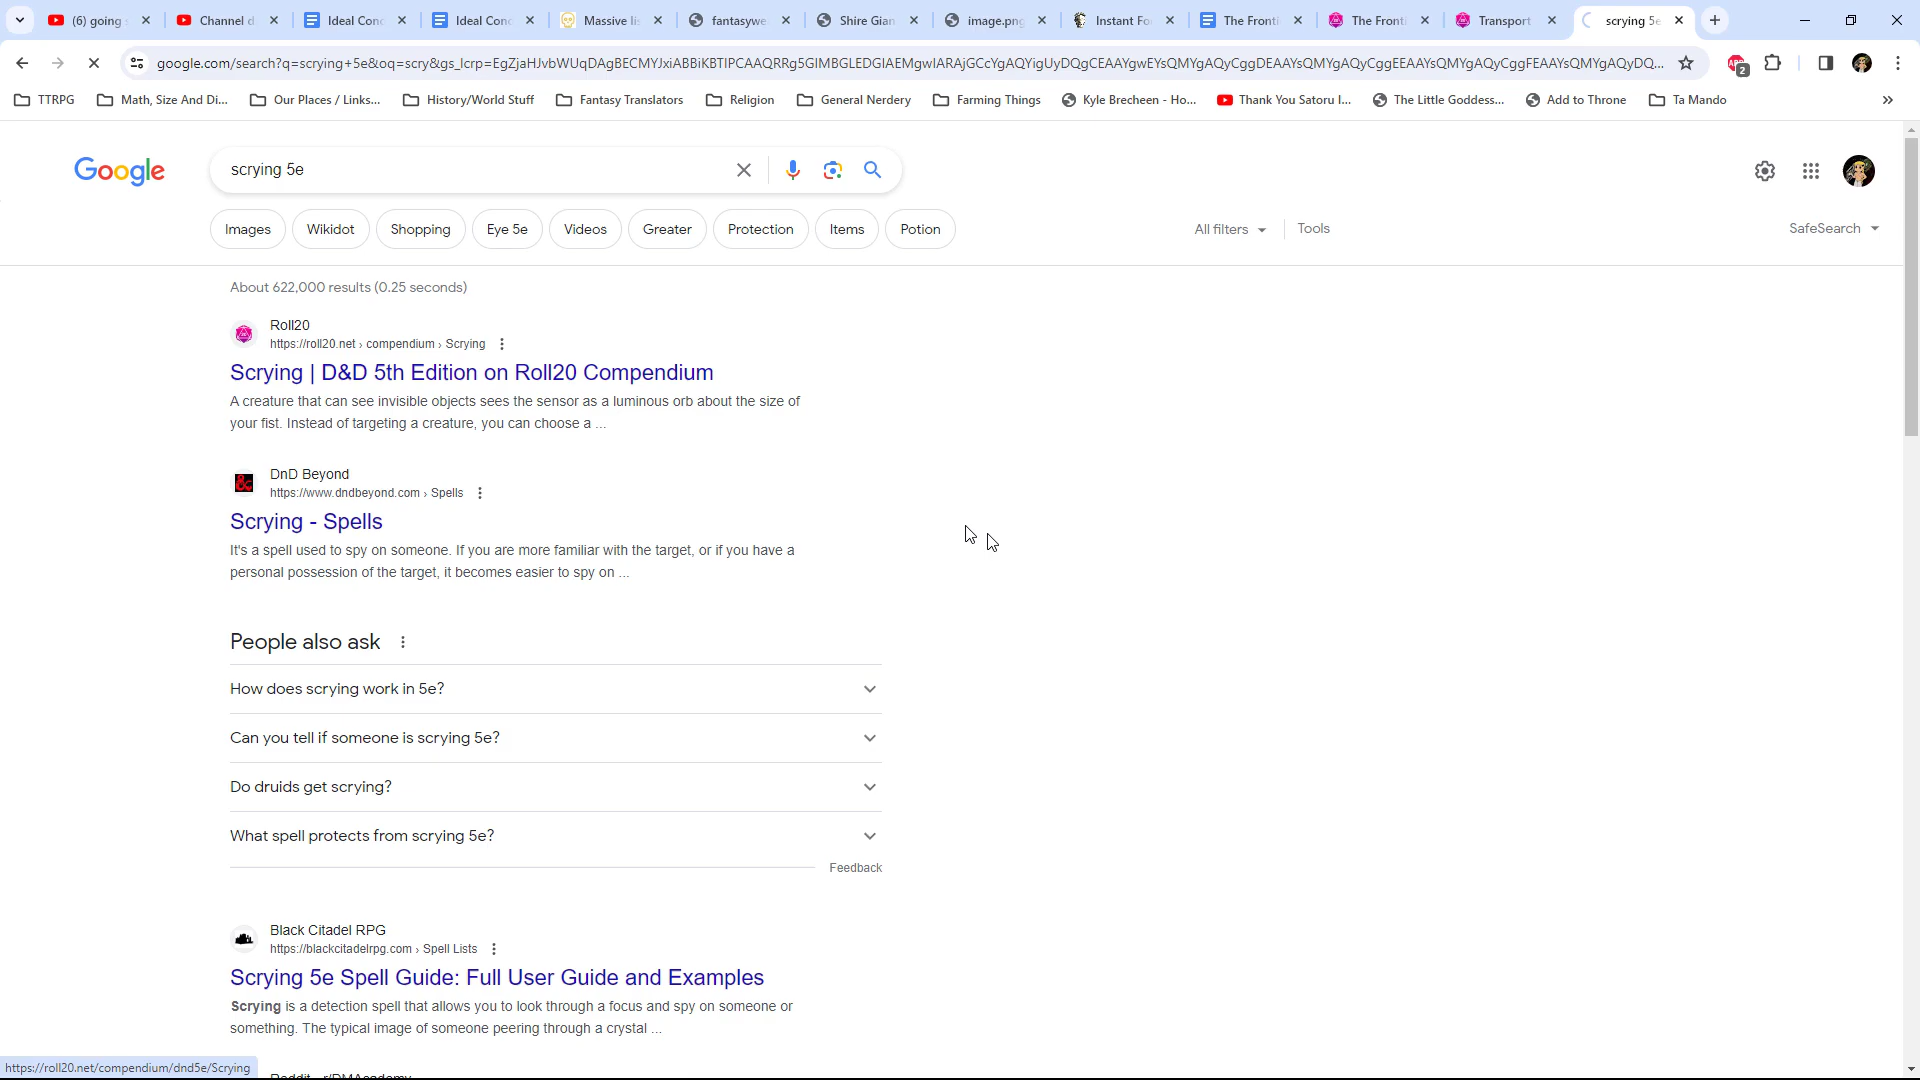 (6) going
Channel d
Ideal Conc
Ideal Conc
Massive lis
fantasywe
Shire Gian
image.png
Instant Fo
The Fronti
The Fronti
Transport
scrying 5e
google.com/search?q=scrying+5e&oq=scry&gs_lcrp=EgZjaHJvbWUqDAgBECMYJxiABBiKBTIPCAAQRRg5GIMBGLEDGIAEMgwIARAjGCcYgAQYigUyDQgCEAAYgwEYsQMYgAQyCggDEAAYsQMYgAQyCggEEAAYsQMYgAQyCggFEAAYsQMYgAQyDQ...
2
TTRPG
Math, Size And Di...
Our Places / Links...
History/World Stuff
Fantasy Translators
Religion
General Nerdery
Farming Things
Kyle Brecheen - Ho...
Thank You Satoru I...
The Little Goddess...
Add to Throne
Ta Mando
Google
scrying 5e
Images
Wikidot
Shopping
Eye 5e
Videos
Greater
Protection
Items
Potion
All filters
Tools
SafeSearch
About 622,000 results (0.25 seconds)
Roll20
https://roll20.net › compendium › Scrying
Scrying | D&D 5th Edition on Roll20 Compendium
A creature that can see invisible objects sees the sensor as a luminous orb about the size of
your fist. Instead of targeting a creature, you can choose a ...
DnD Beyond
https://www.dndbeyond.com › Spells
Scrying - Spells
It's a spell used to spy on someone. If you are more familiar with the target, or if you have a
personal possession of the target, it becomes easier to spy on ...
People also ask
How does scrying work in 5e?
Can you tell if someone is scrying 5e?
Do druids get scrying?
What spell protects from scrying 5e?
Feedback
Black Citadel RPG
https://blackcitadelrpg.com › Spell Lists
Scrying 5e Spell Guide: Full User Guide and Examples
Scrying is a detection spell that allows you to look through a focus and spy on someone or
something. The typical image of someone peering through a crystal ...
Reddit · r/DMAcademy
https://roll20.net/compendium/dnd5e/Scrying